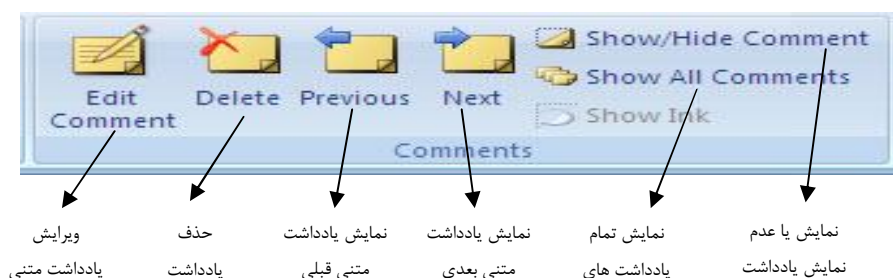 Show/Hide Comment
Show All Comments
Edit Comment
Delete
Previous
Next
Show Ink
Comments
نمایش یا عدم
نمایش یادداشت
نمایش تمام
یادداشت های
نمایش یادداشت
متنی بعدی
نمایش یادداشت
متنی قبلی
حذف
یادداشت
ویرایش
یادداشت متنی